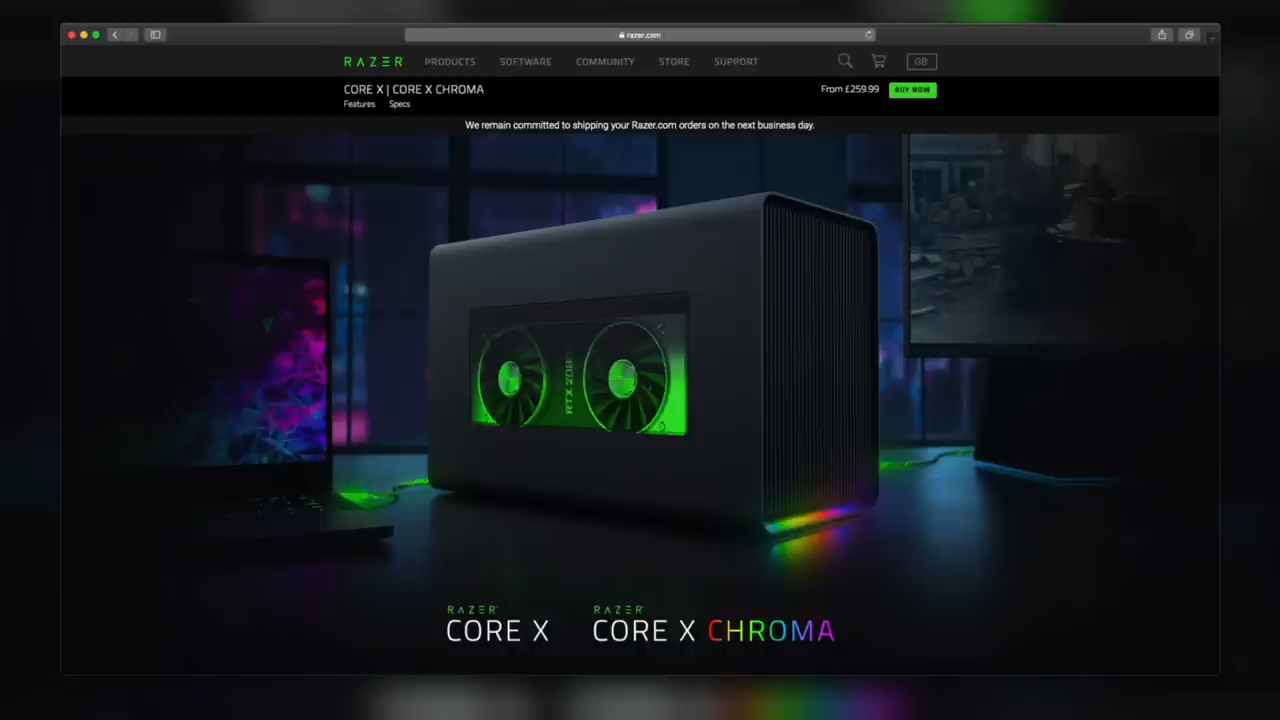 razer.com
RAZER
PRODUCTS SOFTWARE COMMUNITY STORE SUPPORT GB
CORE X | CORE X CHROMA
From £259.99 BUY NOW
Features Specs
We remain committed to shipping your Razer.com orders on the next business day.
RTX 2080
RAZER
CORE X
RAZER
CORE X CHROMA